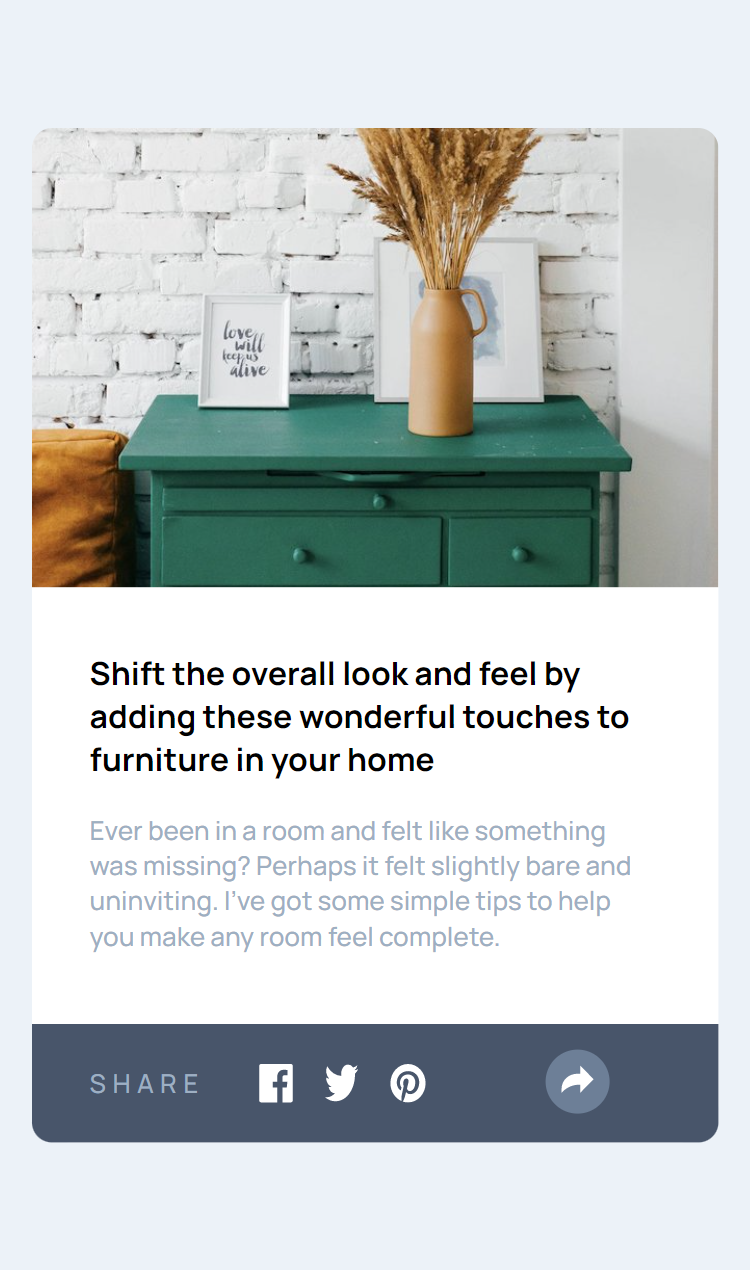 love
will
keep us
alive
Shift the overall look and feel by
adding these wonderful touches to
furniture in your home
Ever been in a room and felt like something
was missing? Perhaps it felt slightly bare and
uninviting. I’ve got some simple tips to help
you make any room feel complete.
SHARE